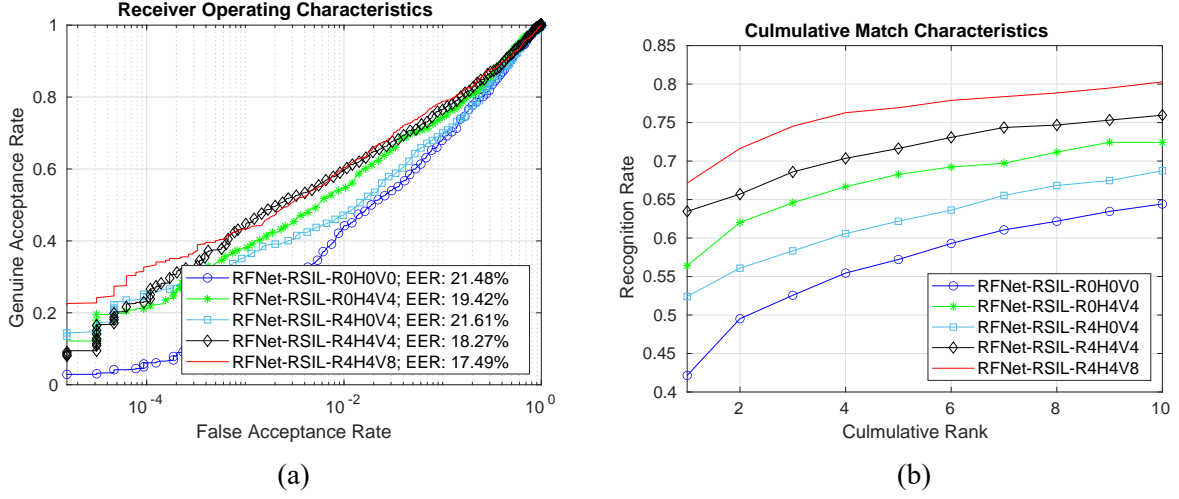 Receiver Operating Characteristics
Genuine Acceptance Rate
1
0.8
0.6
0.4
0.2
0
RFNet-RSIL-R0H0V0; EER: 21.48%
RFNet-RSIL-R0H4V4; EER: 19.42%
RFNet-RSIL-R4H0V4; EER: 21.61%
RFNet-RSIL-R4H4V4; EER: 18.27%
RFNet-RSIL-R4H4V8; EER: 17.49%
10⁻⁴ 10⁻² 10⁰
False Acceptance Rate
(a)
Culmulative Match Characteristics
Recognition Rate
0.85
0.8
0.75
0.7
0.65
0.6
0.55
0.5
0.45
0.4
RFNet-RSIL-R0H0V0
RFNet-RSIL-R0H4V4
RFNet-RSIL-R4H0V4
RFNet-RSIL-R4H4V4
RFNet-RSIL-R4H4V8
2 4 6 8 10
Culmulative Rank
(b)